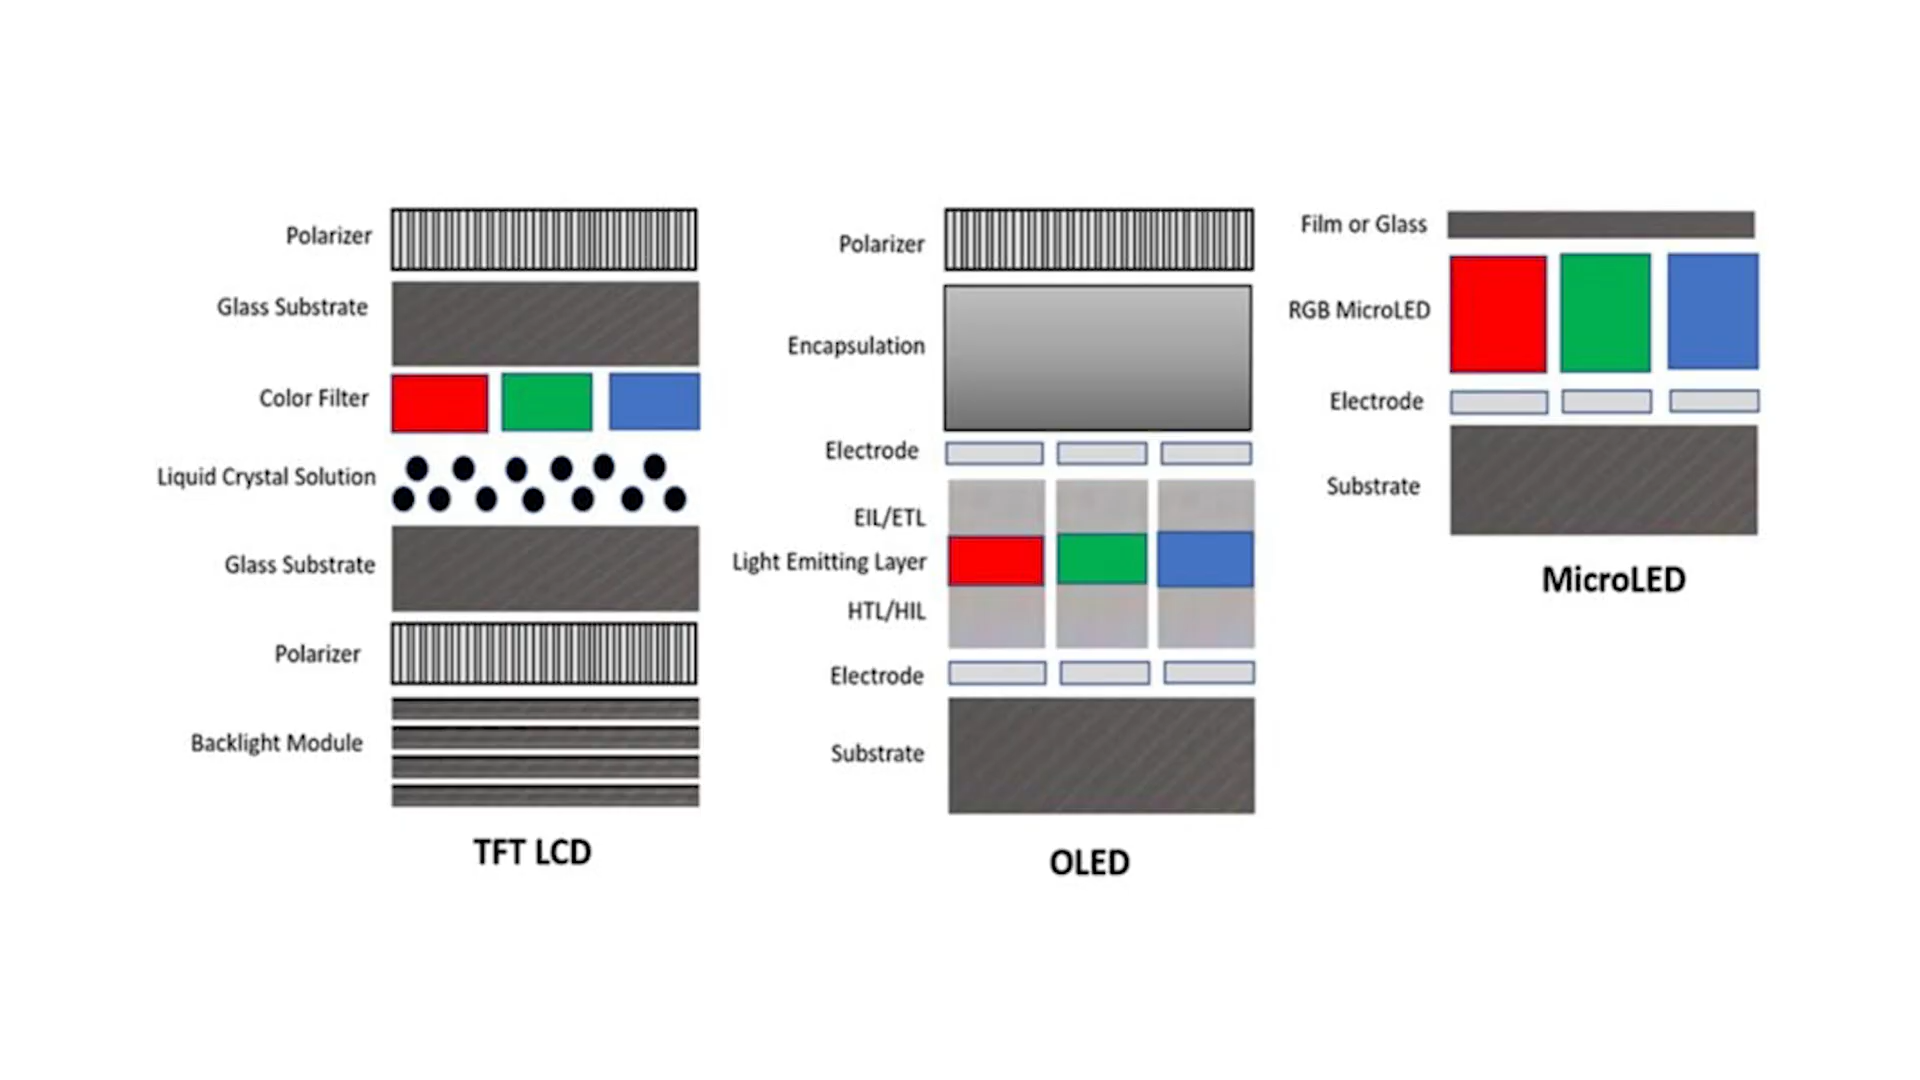 Polarizer
Glass Substrate
Color Filter
Liquid Crystal Solution
Glass Substrate
Polarizer
Backlight Module
TFT LCD
Polarizer
Encapsulation
Electrode
EIL/ETL
Light Emitting Layer
HTL/HIL
Electrode
Substrate
OLED
Film or Glass
RGB MicroLED
Electrode
Substrate
MicroLED